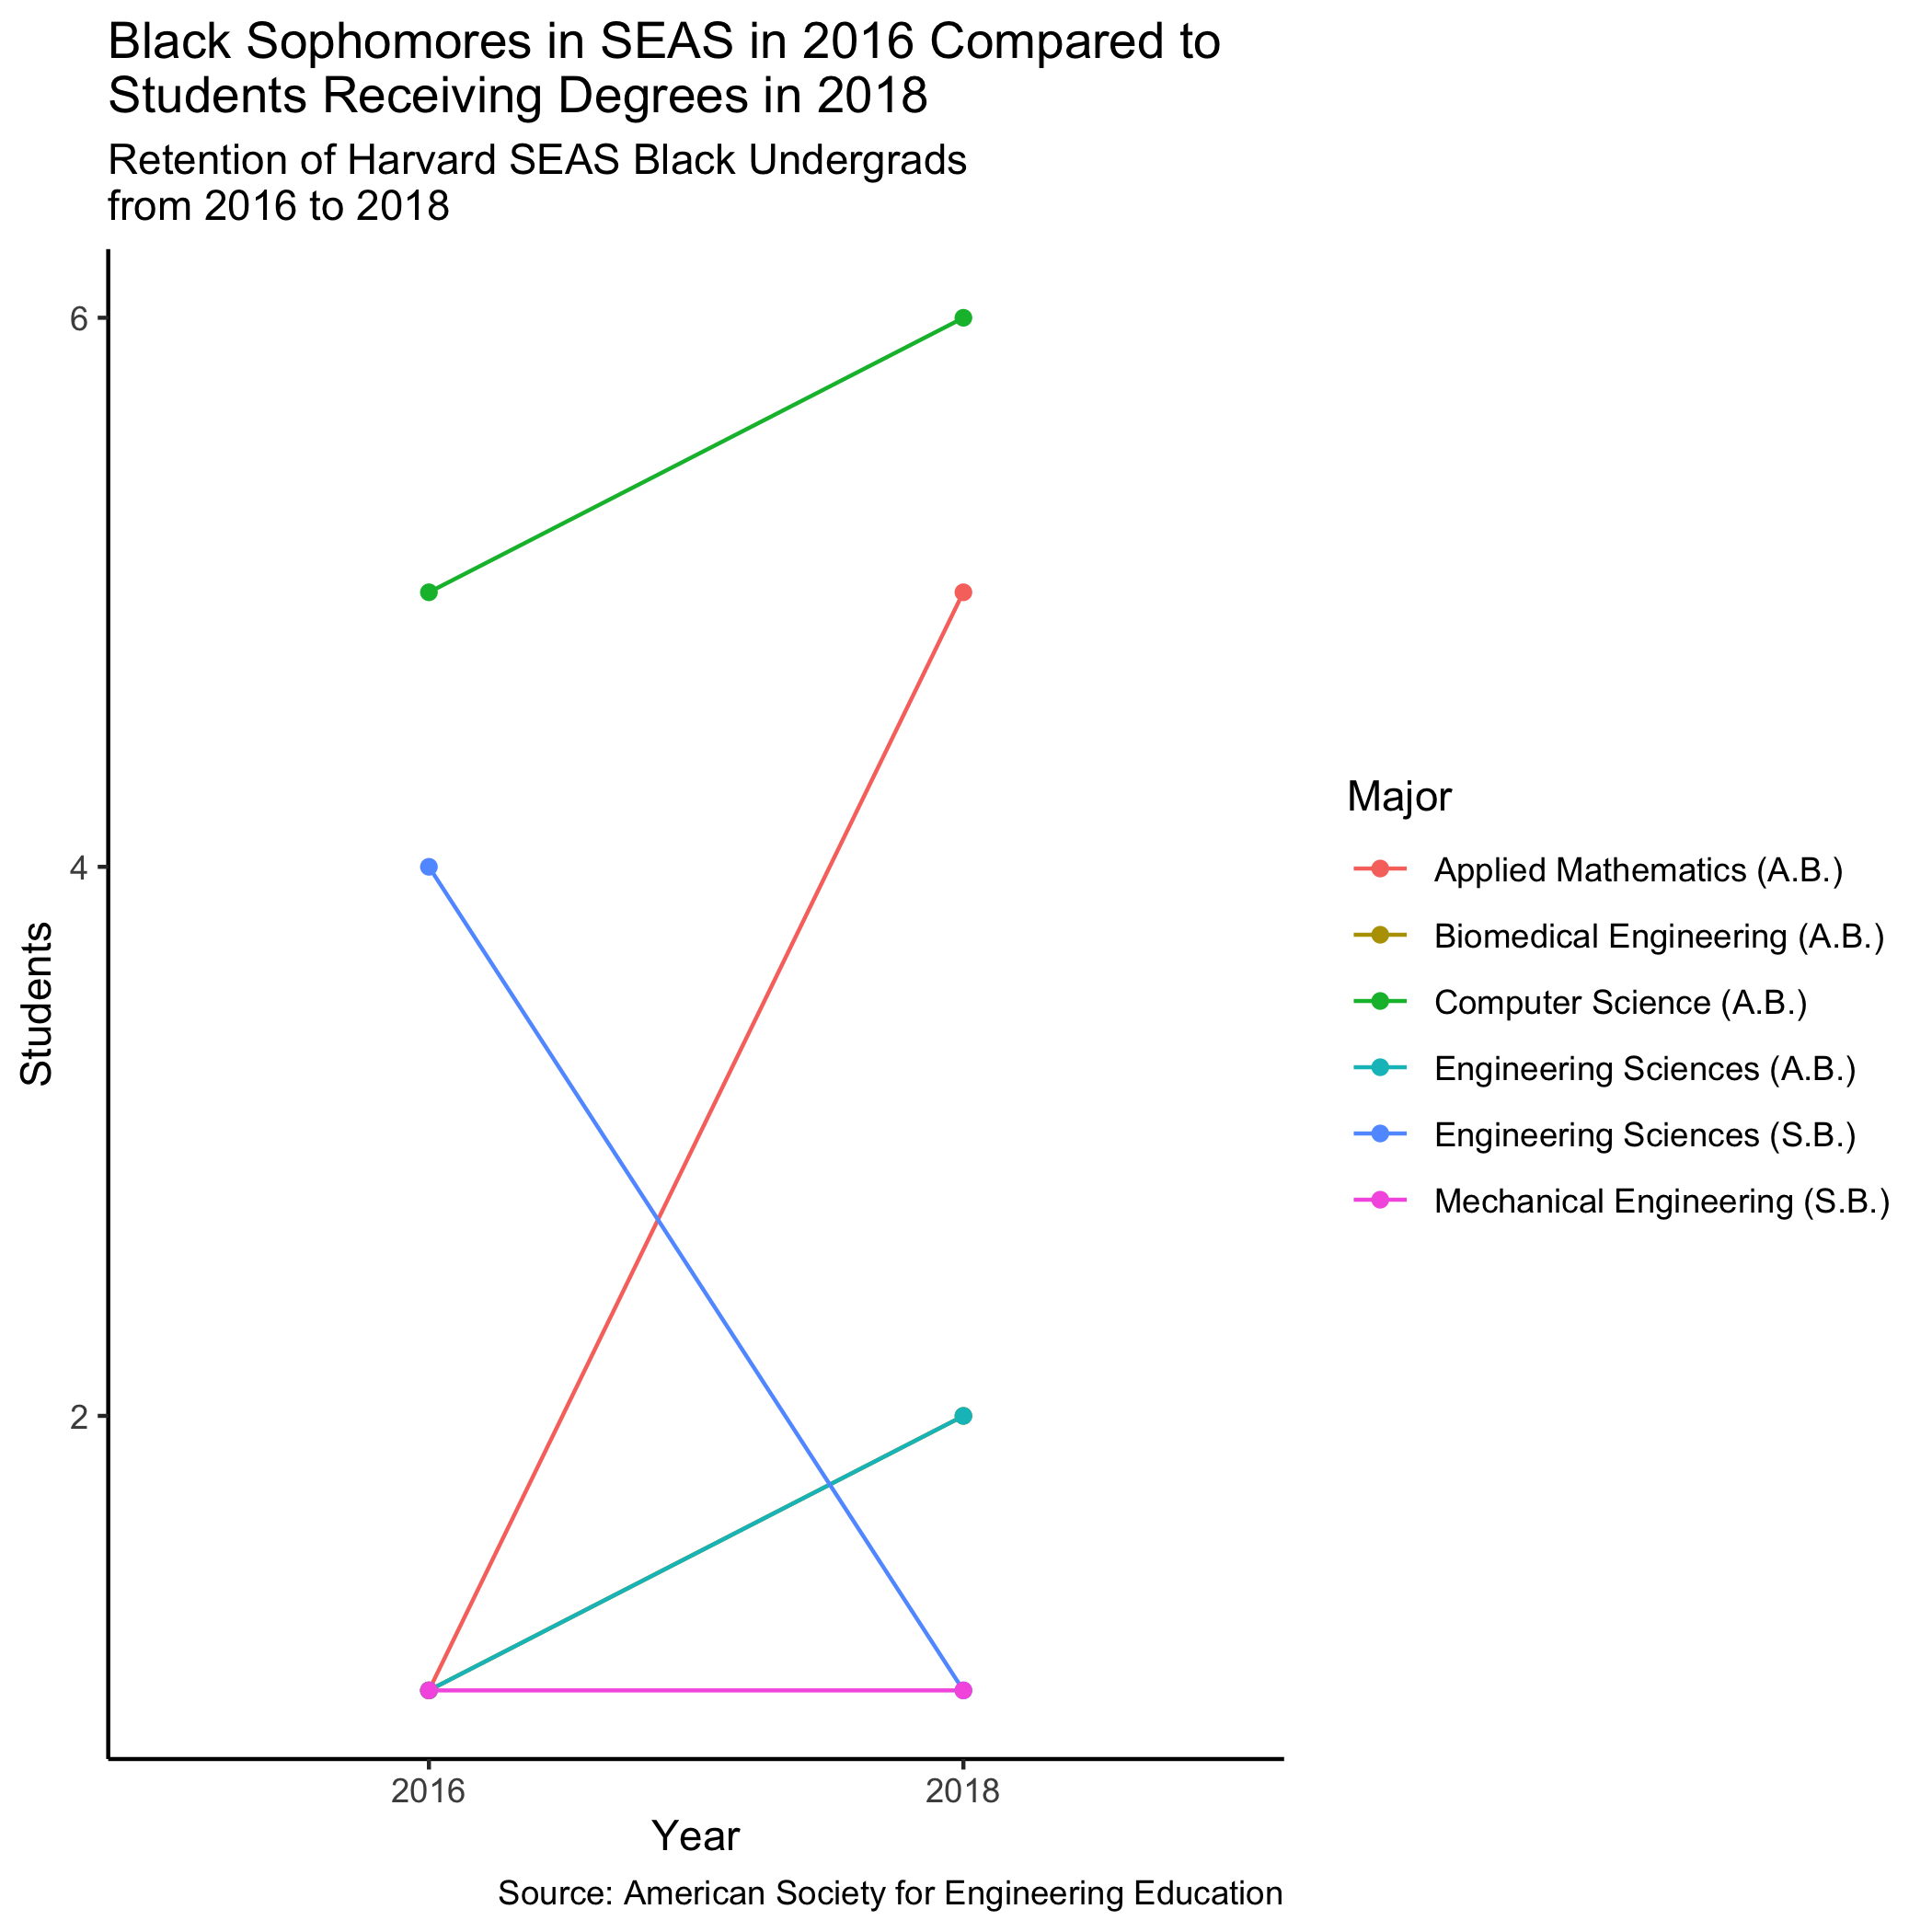 Black Sophomores in SEAS in 2016 Compared to
Students Receiving Degrees in 2018
Retention of Harvard SEAS Black Undergrads
from 2016 to 2018
6
4
2
Students
2016
2018
Year
Major
Applied Mathematics (A.B.)
Biomedical Engineering (A.B.)
Computer Science (A.B.)
Engineering Sciences (A.B.)
Engineering Sciences (S.B.)
Mechanical Engineering (S.B.)
Source: American Society for Engineering Education